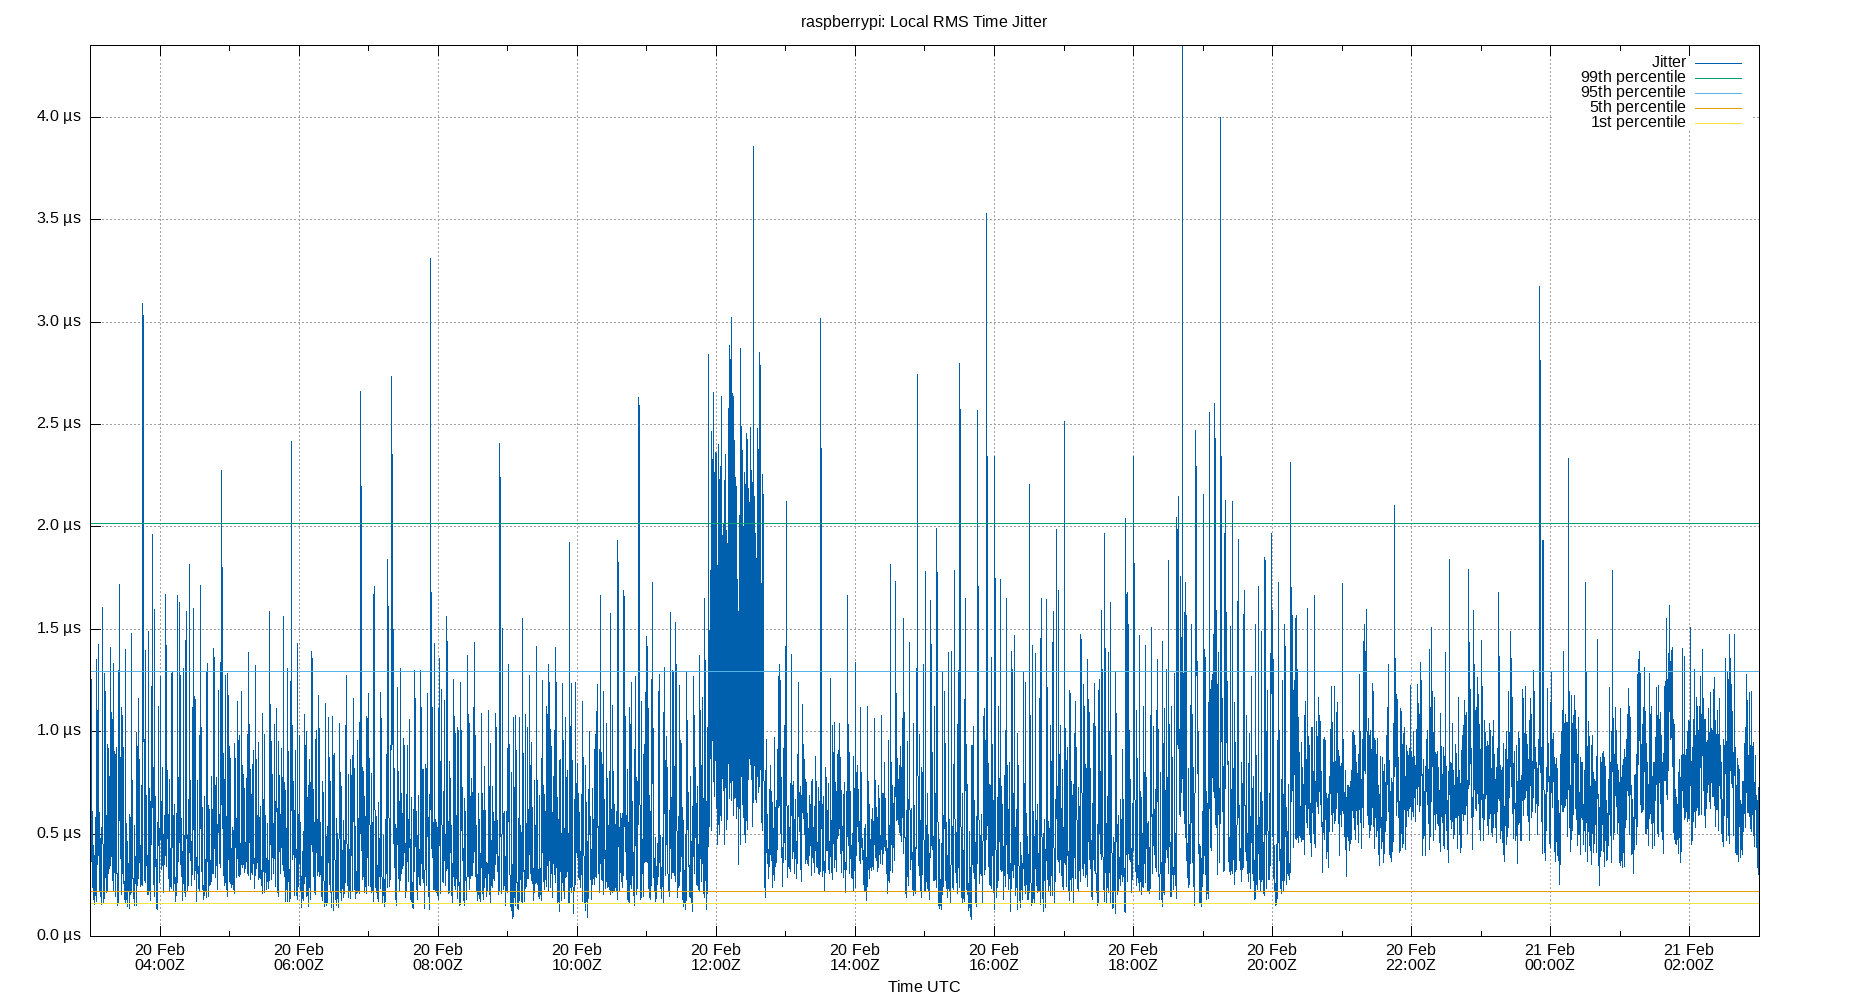 raspberrypi: Local RMS Time Jitter
Jitter
99th percentile
95th percentile
5th percentile
1st percentile
4.0 µs
3.5 µs
3.0 µs
2.5 µs
2.0 µs
1.5 µs
1.0 µs
0.5 µs
0.0 µs
20 Feb 20 Feb 20 Feb 20 Feb 20 Feb 20 Feb 20 Feb 20 Feb 20 Feb 20 Feb 21 Feb 21 Feb
04:00Z 06:00Z 08:00Z 10:00Z 12:00Z 14:00Z 16:00Z 18:00Z 20:00Z 22:00Z 00:00Z 02:00Z
Time UTC